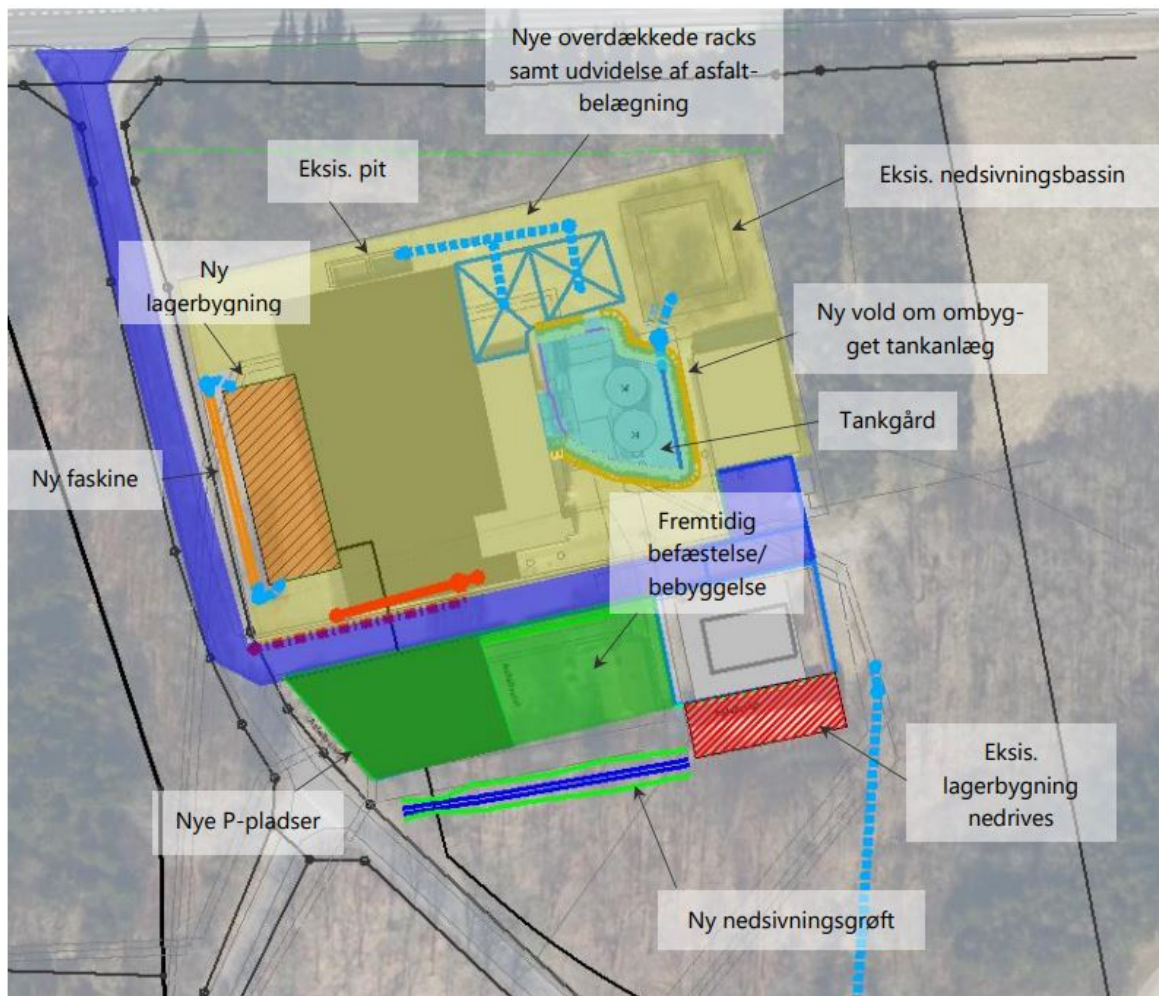 Nye overdækkede racks
samt udvidelse af asfalt-
belægning
Eksis. pit
Eksis. nedsivningsbassin
Ny
lagerbygning
Ny vold om ombyg-
get tankanlæg
Tankgård
Ny faskine
Fremtidig
befæstelse/
bebyggelse
Eksis.
lagerbygning
nedrives
Nye P-pladser
Ny nedsivningsgrøft